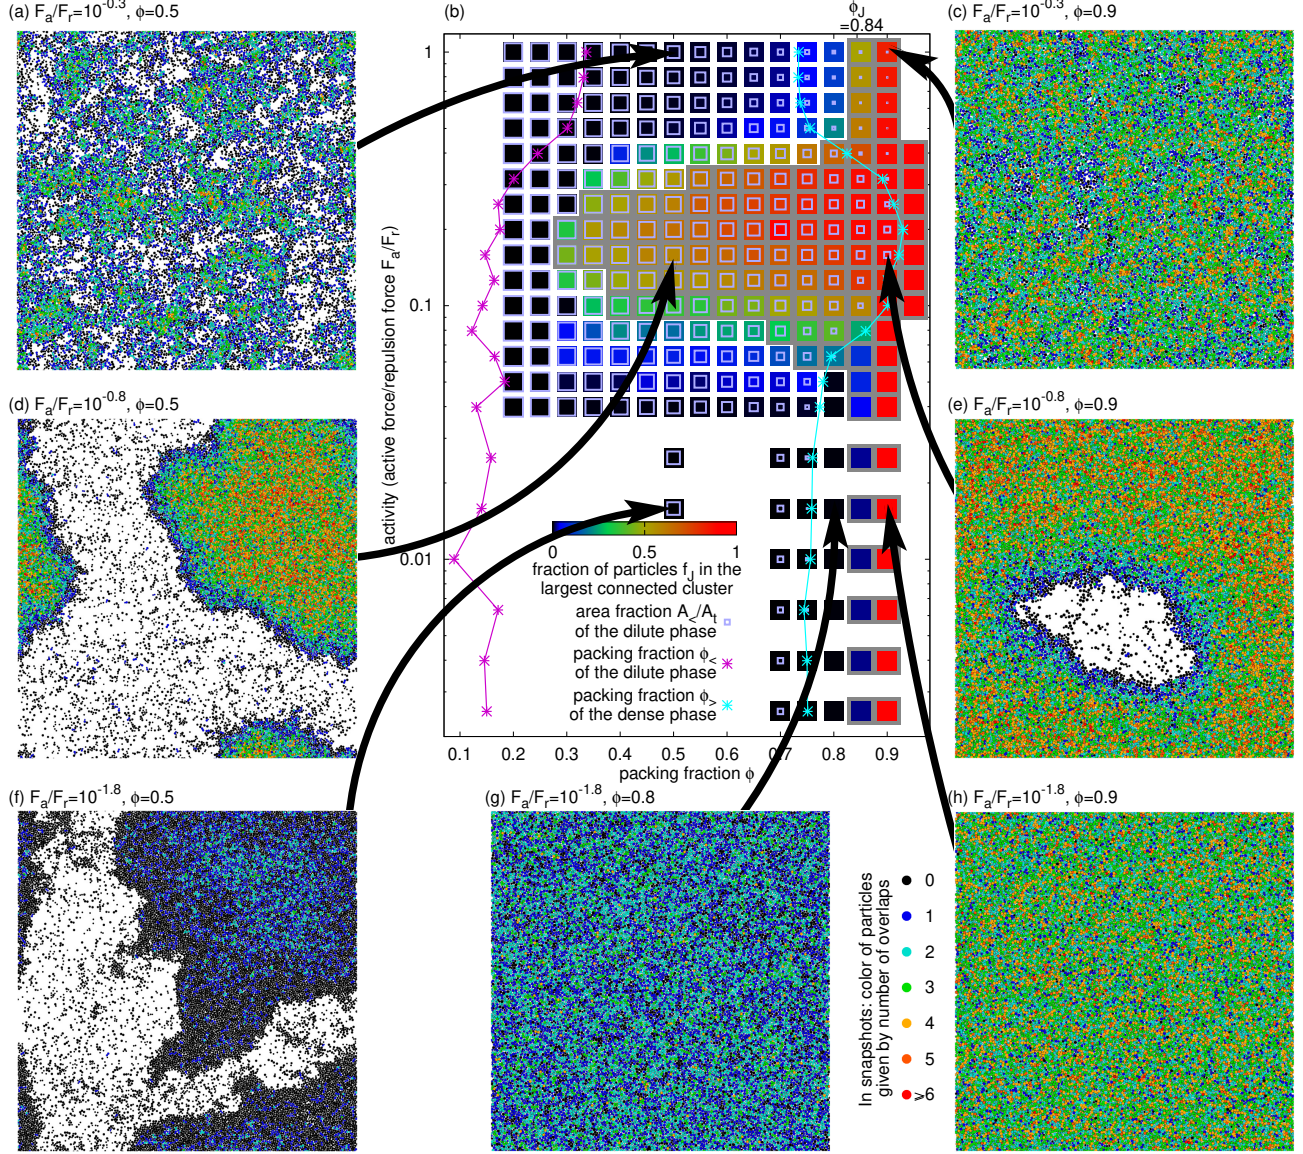 (a) Fa/Fr=10^-0.3, ϕ=0.5
(b)
ϕJ
=0.84
(c) Fa/Fr=10^-0.3, ϕ=0.9
1
0.1
0.01
activity (active force/repulsion force Fa/Fr)
(d) Fa/Fr=10^-0.8, ϕ=0.5
(e) Fa/Fr=10^-0.8, ϕ=0.9
0 0.5 1
fraction of particles fJ in the
largest connected cluster
area fraction A</At
of the dilute phase
packing fraction ϕ<
of the dilute phase
packing fraction ϕ>
of the dense phase
0.1 0.2 0.3 0.4 0.5 0.6 0.7 0.8 0.9
packing fraction ϕ
(f) Fa/Fr=10^-1.8, ϕ=0.5
(g) Fa/Fr=10^-1.8, ϕ=0.8
(h) Fa/Fr=10^-1.8, ϕ=0.9
In snapshots color of particles
given by number of overlaps
0
1
2
3
4
5
⩾6